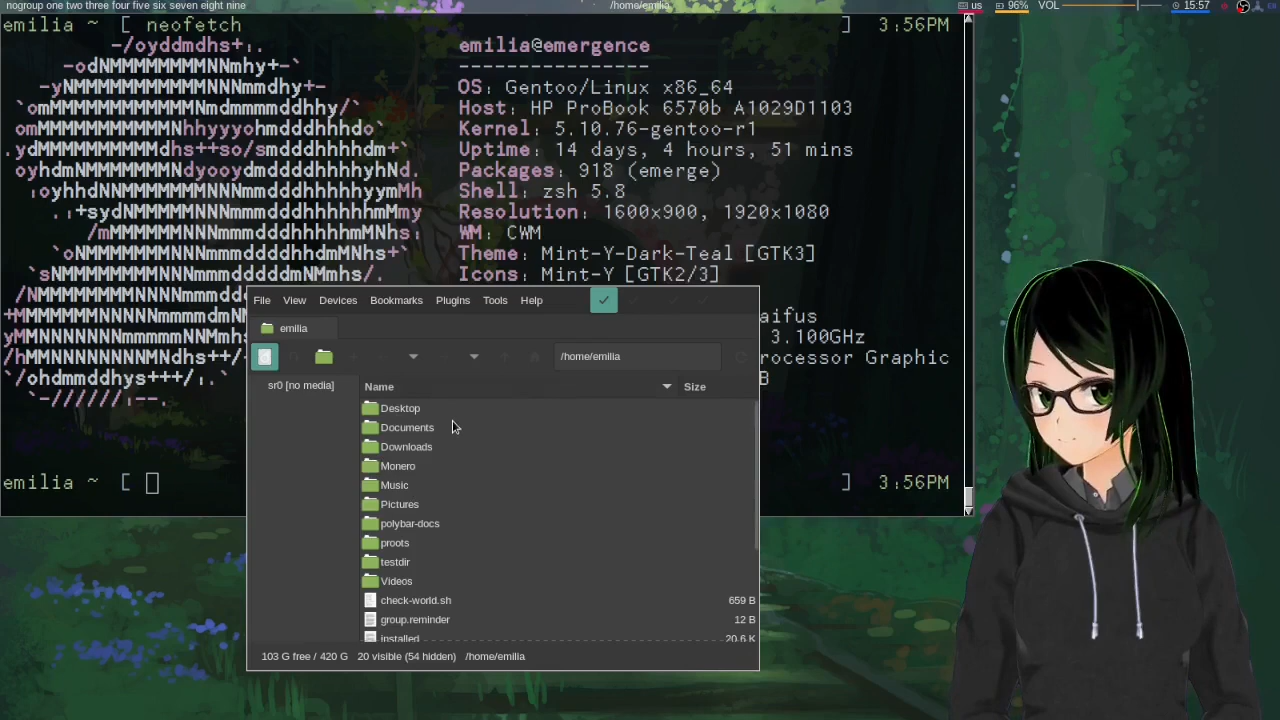 nogroup one two three four five six seven eight nine
/home/emilia
us 96% VOL 15:57
emilia ~ [ neofetch ] 3:56PM
emilia@emergence
----------------
OS: Gentoo/Linux x86_64
Host: HP ProBook 6570b A1029D1103
Kernel: 5.10.76-gentoo-r1
Uptime: 14 days, 4 hours, 51 mins
Packages: 918 (emerge)
Shell: zsh 5.8
Resolution: 1600x900, 1920x1080
WM: CWM
Theme: Mint-Y-Dark-Teal [GTK3]
Icons: Mint-Y [GTK2/3]
aifus
3.100GHz
rocessor Graphic
B
File View Devices Bookmarks Plugins Tools Help
emilia
/home/emilia
sr0 [no media]
Name Size
Desktop
Documents
Downloads
Monero
Music
Pictures
polybar-docs
proots
testdir
Videos
check-world.sh 659 B
group.reminder 12 B
installed 20.6 K
103 G free / 420 G 20 visible (54 hidden) /home/emilia
emilia ~ [ ] 3:56PM